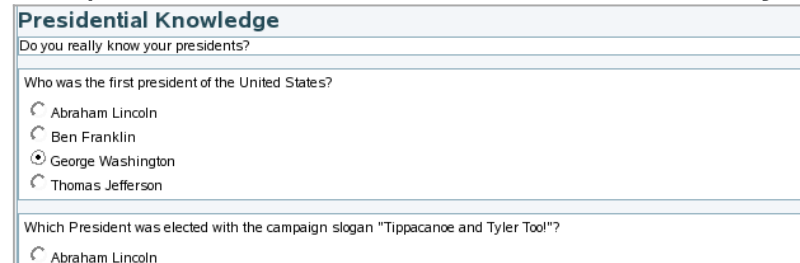 Presidential Knowledge
Do you really know your presidents?
Who was the first president of the United States?
Abraham Lincoln
Ben Franklin
George Washington
Thomas Jefferson
Which President was elected with the campaign slogan "Tippacanoe and Tyler Too!"?
Abraham Lincoln